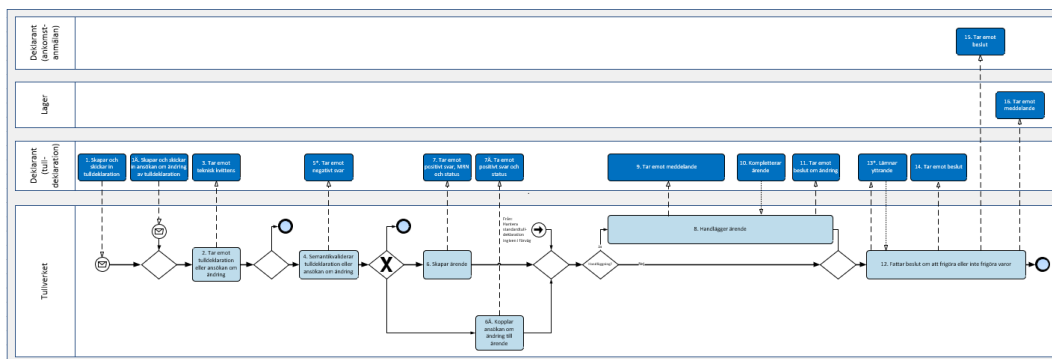 Deklarant
(ankomst-
anmälan)
15. Tar emot
beslut
Lager
16. Tar emot
meddelande
Deklarant
(tull-
deklaration)
1. Skapar och
skickar in
tulldeklaration
1Ä. Skapar och skickar
in ansökan om ändring
av tulldeklaration
3. Tar emot
teknisk kvittens
5*. Tar emot
negativt svar
7. Tar emot
positivt svar, MRN
och status
7Ä. Ta emot
positivt svar och
status
9. Tar emot meddelande
10. Kompletterar
ärende
11. Tar emot
beslut om ändring
13*. Lämnar
yttrande
14. Tar emot beslut
Tullverket
2. Tar emot
tulldeklaration
eller ansökan om
ändring
4. Semantikvaliderar
tulldeklaration eller
ansökan om ändring
X
6. Skapar ärende
6Ä. Kopplar
ansökan om
ändring till
ärende
Från
Hantera
standardtull-
deklaration
ingiven i förväg
8. Handlägger ärende
12. Fattar beslut om att frigöra eller inte frigöra varor